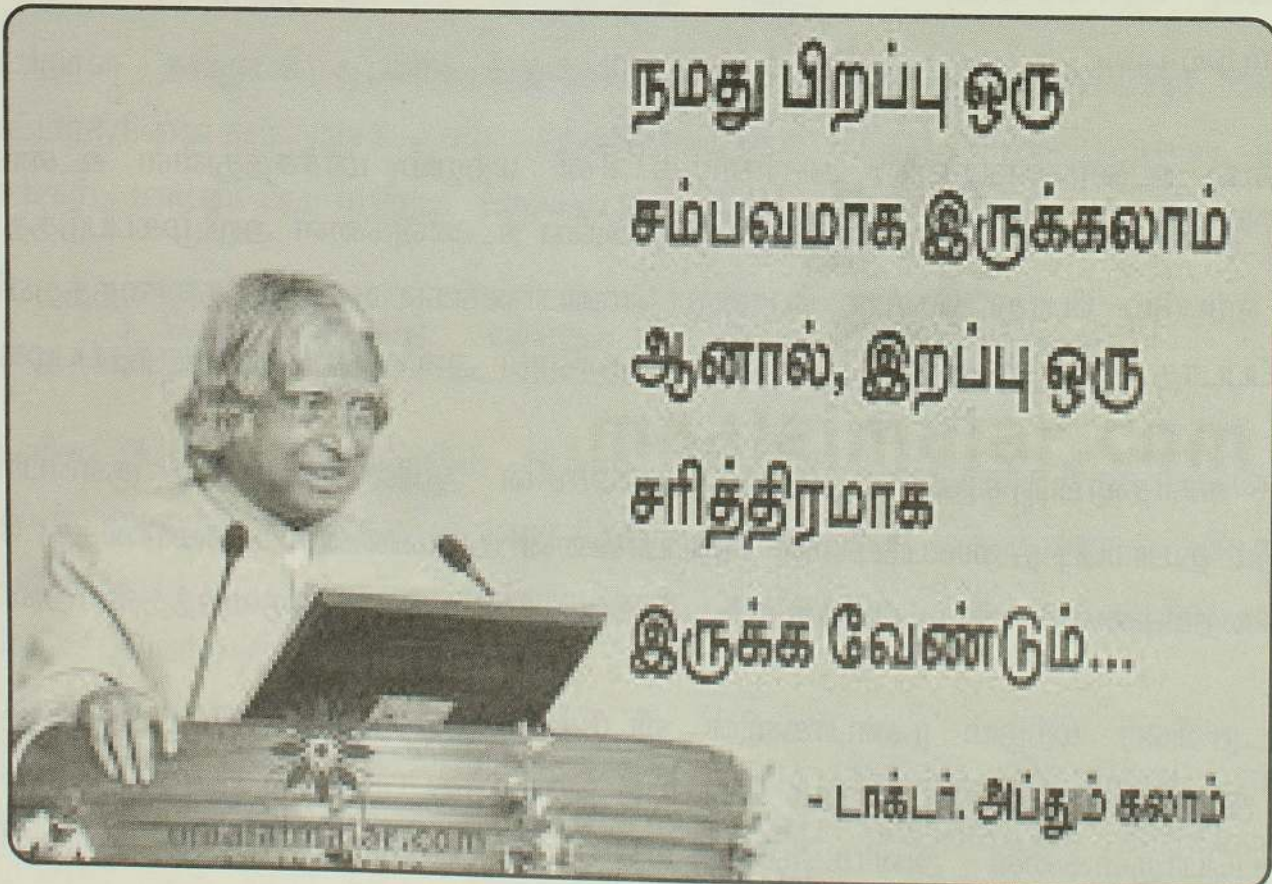 நமது பிறப்பு ஒரு
சம்பவமாக இருக்கலாம்
ஆனால், இறப்பு ஒரு
சரித்திரமாக
இருக்க வேண்டும்...
- டாக்டர். அப்துல் கலாம்